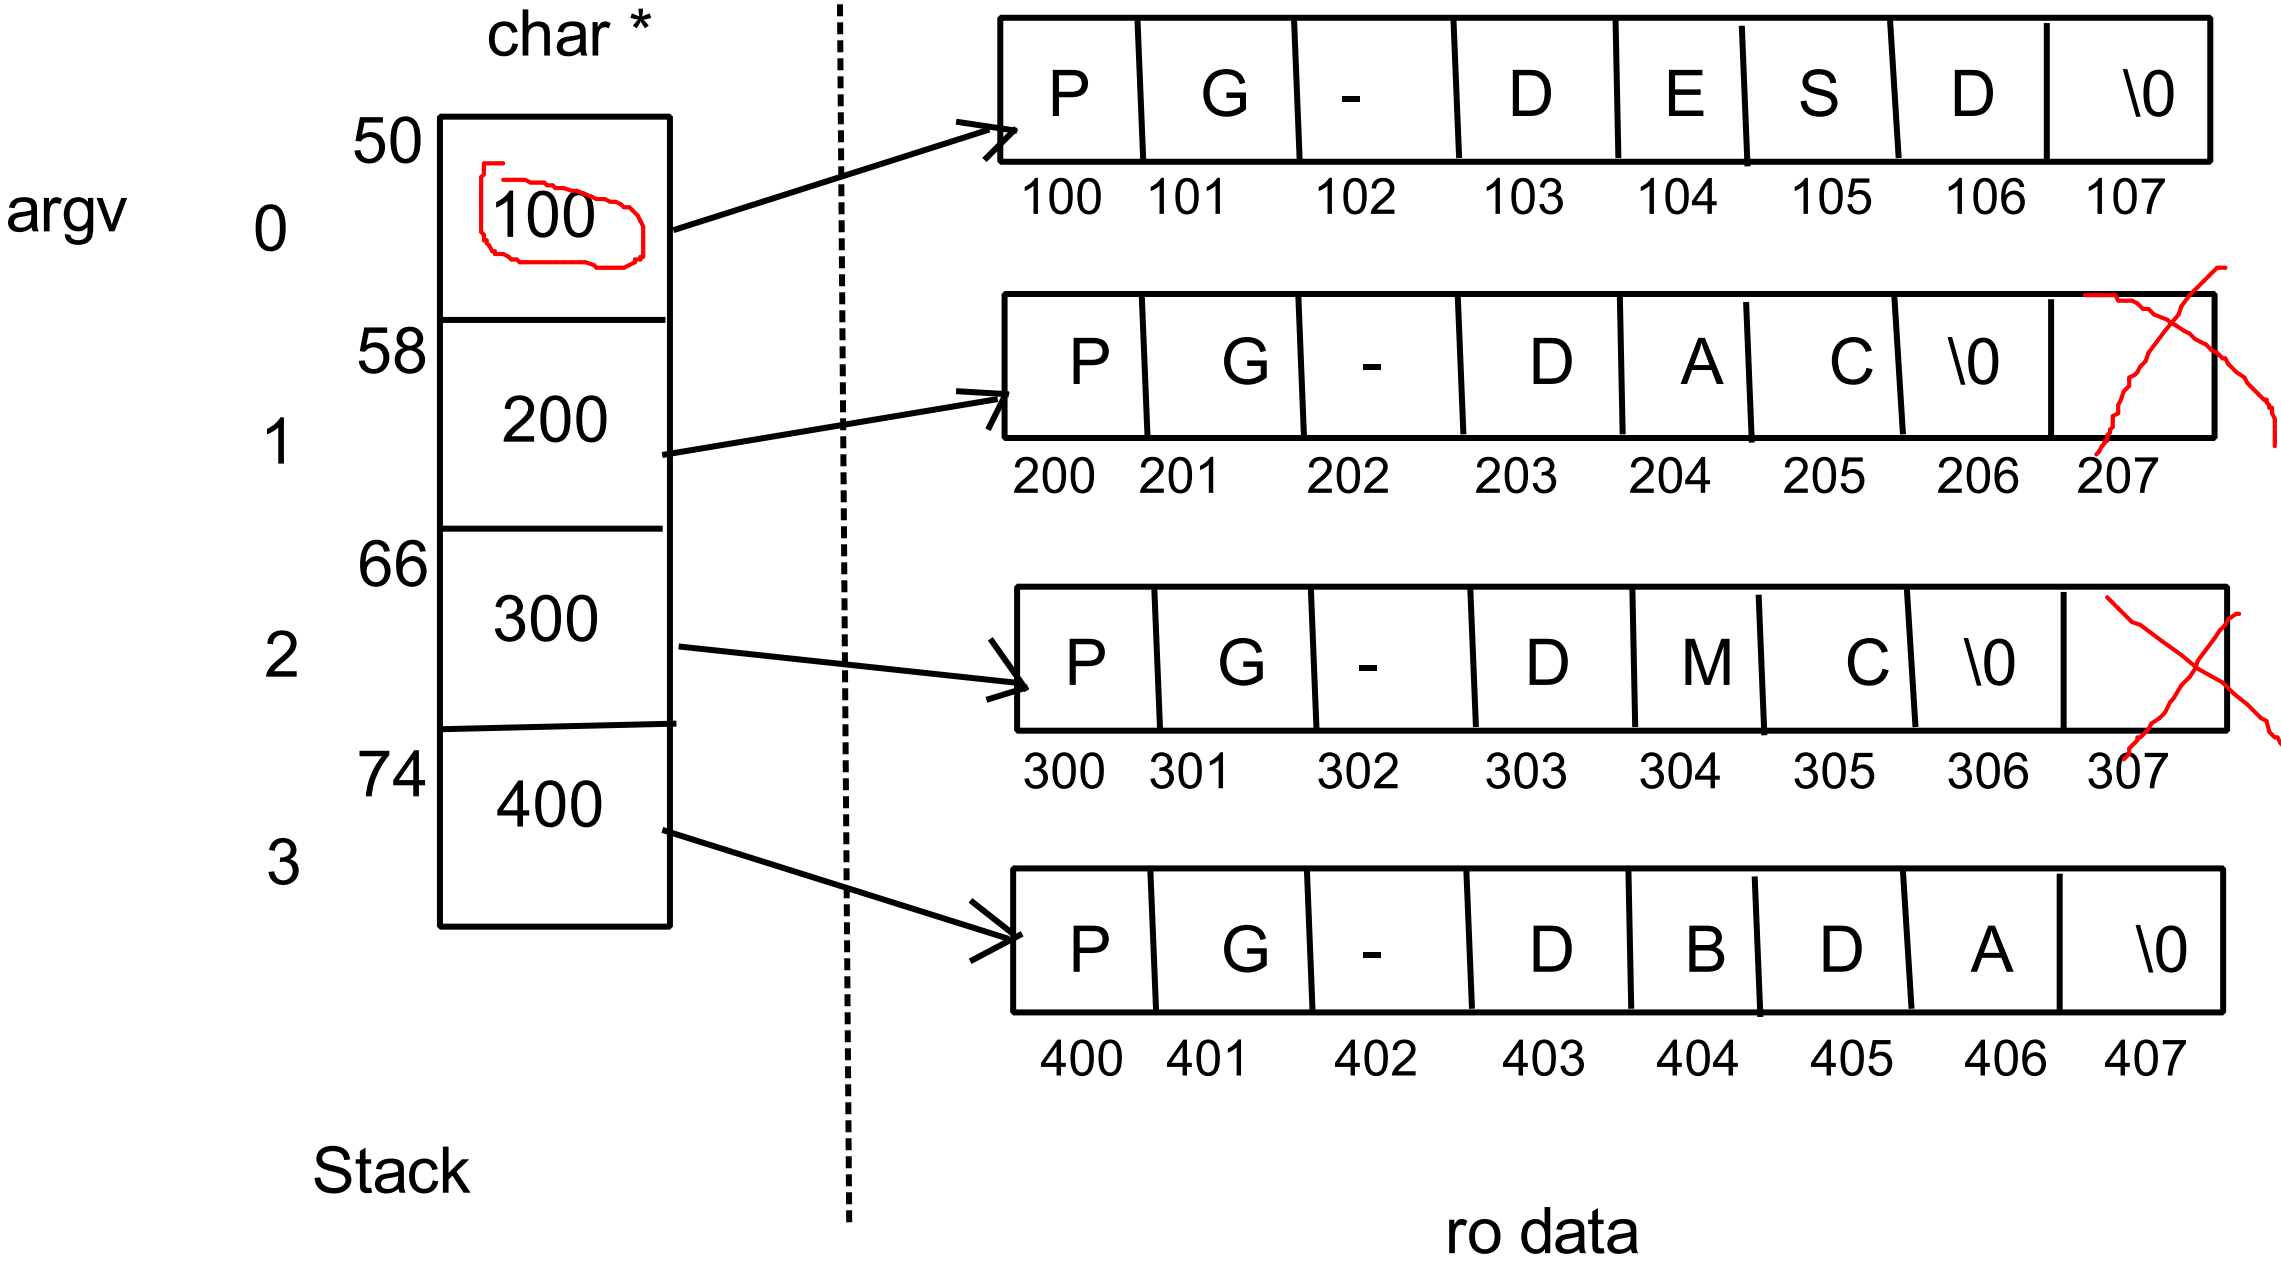 char *
P G - D E S D \0
50
argv 0 100
100 101 102 103 104 105 106 107
58
1 200
P G - D A C \0
200 201 202 203 204 205 206 207
66
2 300
P G - D M C \0
300 301 302 303 304 305 306 307
74
3 400
P G - D B D A \0
400 401 402 403 404 405 406 407
Stack
ro data